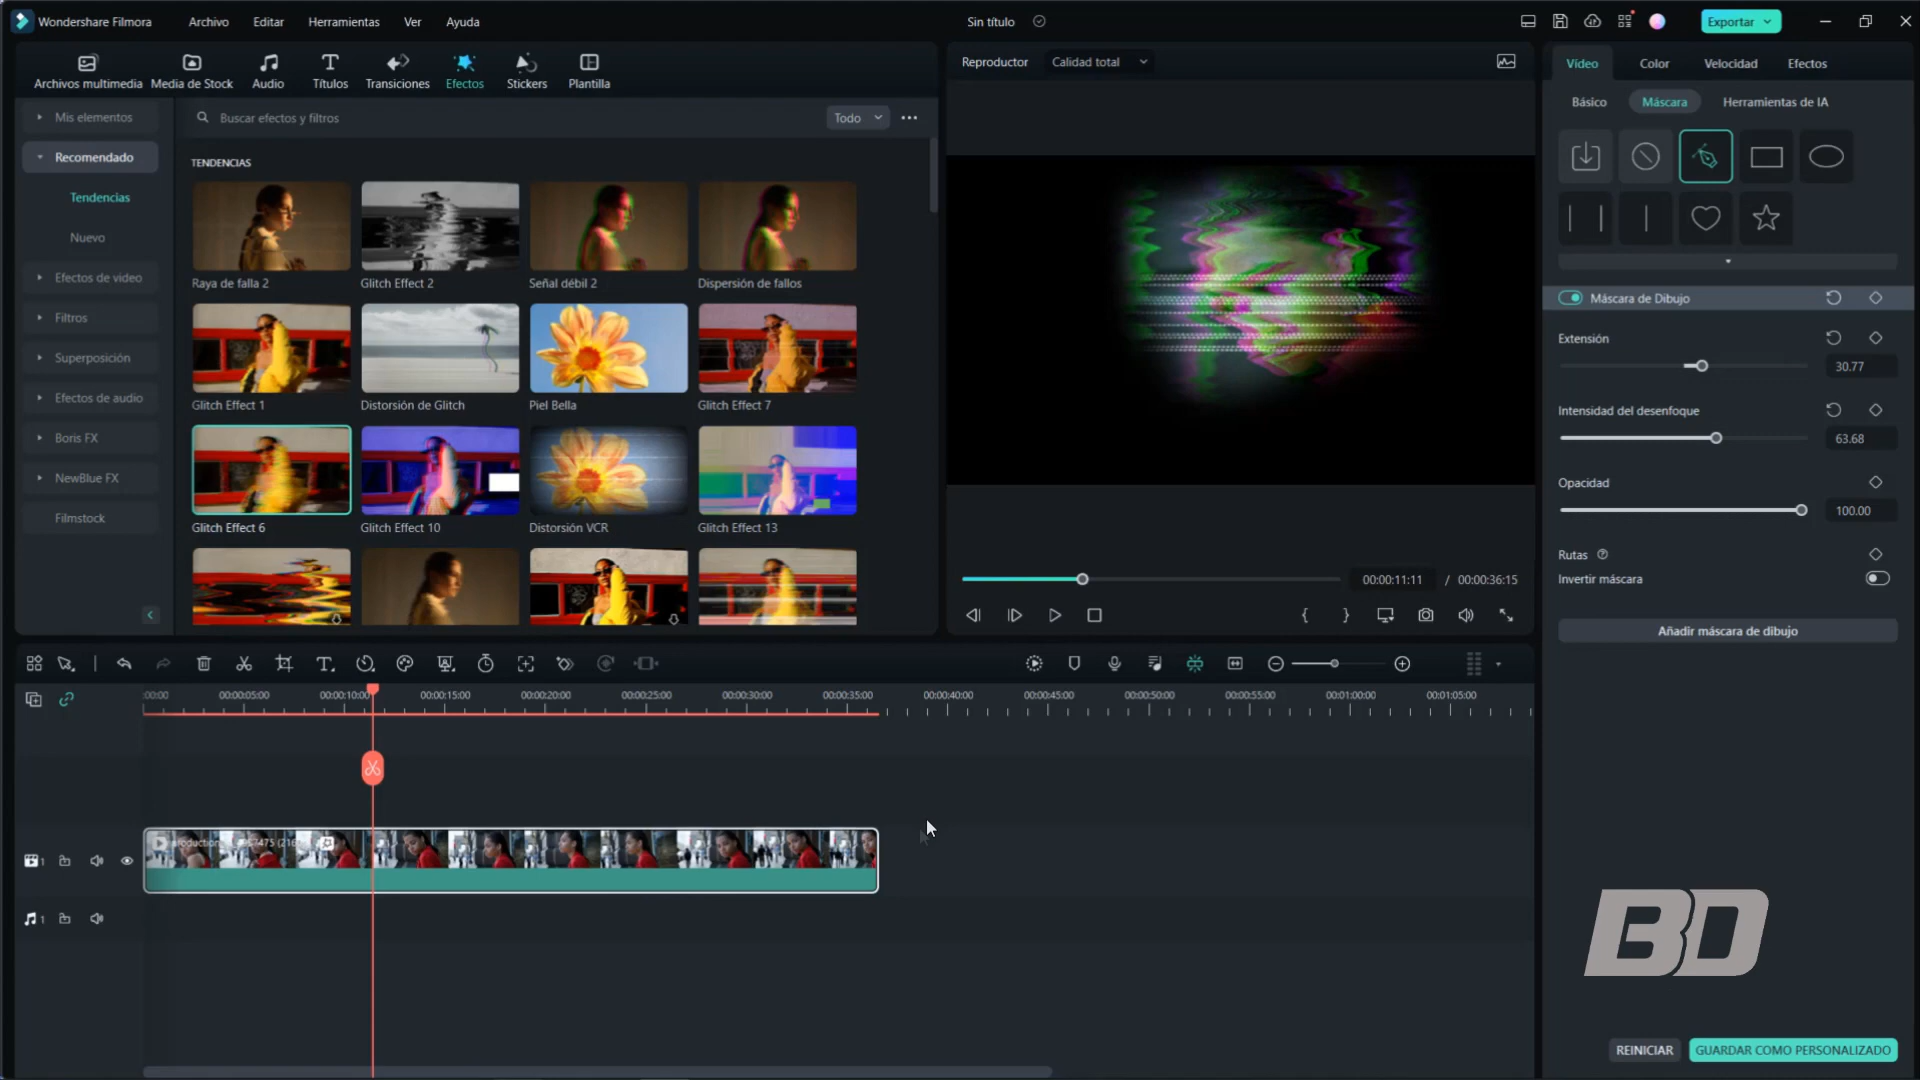 Wondershare Filmora
Archivo
Editar
Herramientas
Ver
Ayuda
Sin título
Exportar
Archivos multimedia
Media de Stock
Audio
Títulos
Transiciones
Efectos
Stickers
Plantilla
Mis elementos
Recomendado
Tendencias
Nuevo
Efectos de video
Filtros
Superposición
Efectos de audio
Boris FX
NewBlue FX
Filmstock
Buscar efectos y filtros
Todo
TENDENCIAS
Raya de falla 2
Glitch Effect 2
Señal débil 2
Dispersión de fallos
Glitch Effect 1
Distorsión de Glitch
Piel Bella
Glitch Effect 7
Glitch Effect 6
Glitch Effect 10
Distorsión VCR
Glitch Effect 13
Reproductor
Calidad total
00:00:11:11 / 00:00:36:15
Vídeo
Color
Velocidad
Efectos
Básico
Máscara
Herramientas de IA
Máscara de Dibujo
Extensión
30.77
Intensidad del desenfoque
63.68
Opacidad
100.00
Rutas
Invertir máscara
Añadir máscara de dibujo
:00:00
00:00:05:00
00:00:10:00
00:00:15:00
00:00:20:00
00:00:25:00
00:00:30:00
00:00:35:00
00:00:40:00
00:00:45:00
00:00:50:00
00:00:55:00
00:01:00:00
00:01:05:00
1
1
BD
REINICIAR
GUARDAR COMO PERSONALIZADO